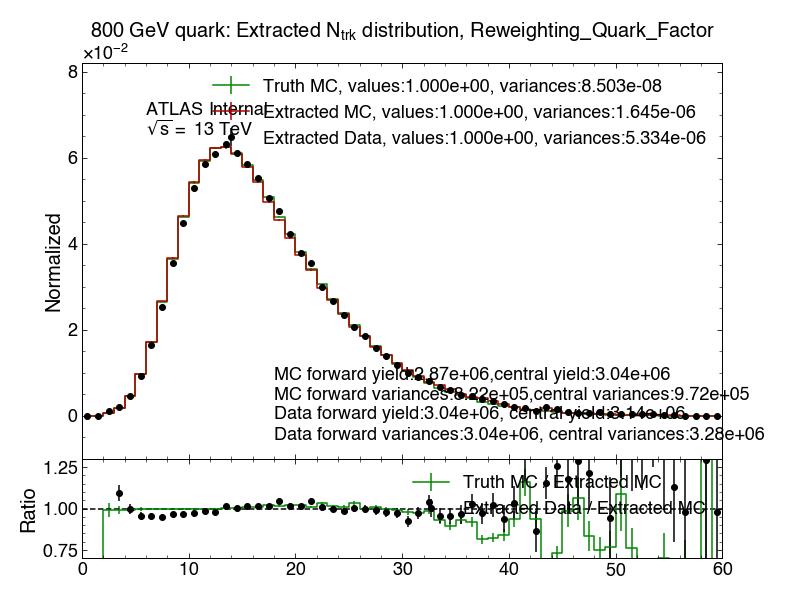 800 GeV quark: Extracted Ntrk distribution, Reweighting_Quark_Factor
×10−2
8
6
4
2
0
Normalized
Truth MC, values:1.000e+00, variances:8.503e-08
ATLAS Internal
Extracted MC, values:1.000e+00, variances:1.645e-06
√s = 13 TeV
Extracted Data, values:1.000e+00, variances:5.334e-06
MC forward yield:2.87e+06,central yield:3.04e+06
MC forward variances:8.22e+05,central variances:9.72e+05
Data forward yield:3.04e+06, central yield:3.14e+06
Data forward variances:3.04e+06, central variances:3.28e+06
1.25
1.00
0.75
Ratio
Truth MC / Extracted MC
Extracted Data / Extracted MC
0 10 20 30 40 50 60